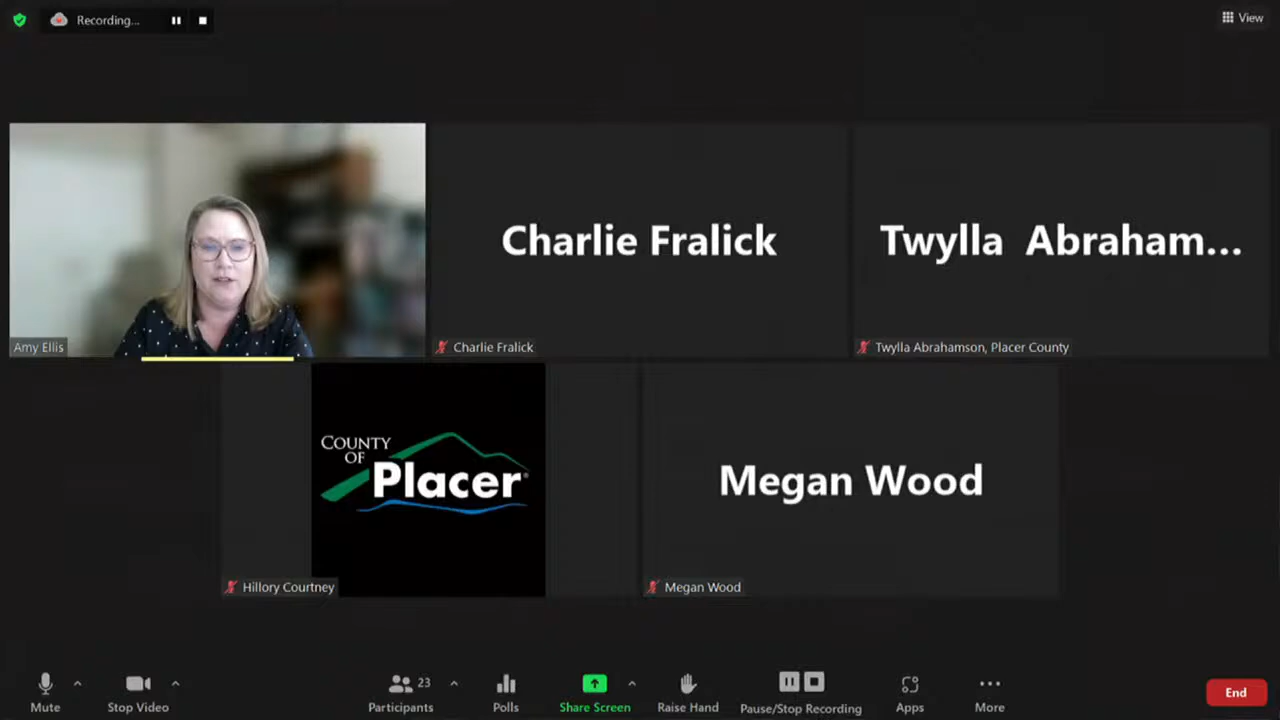 Recording...
View
Amy Ellis
Charlie Fralick
Charlie Fralick
Twylla Abraham...
Twylla Abrahamson, Placer County
COUNTY
OF
Placer®
Hillory Courtney
Megan Wood
Megan Wood
Mute
Stop Video
23
Participants
Polls
Share Screen
Raise Hand
Pause/Stop Recording
Apps
More
End